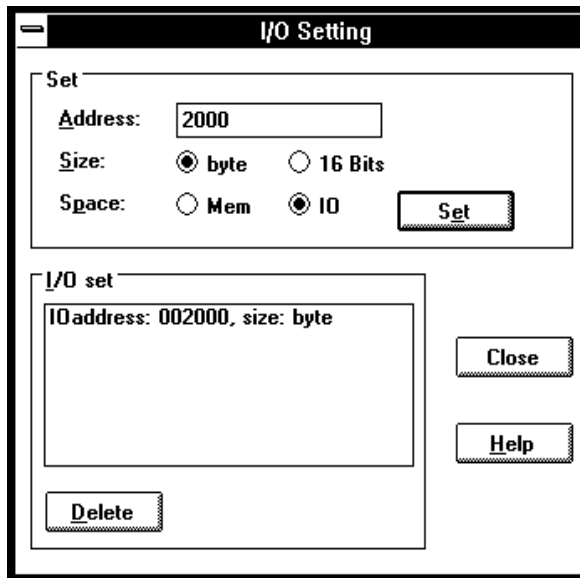 I/O Setting
Set
Address: 2000
Size: byte 16 Bits
Space: Mem IO Set
I/O set
IOaddress: 002000, size: byte
Close
Help
Delete